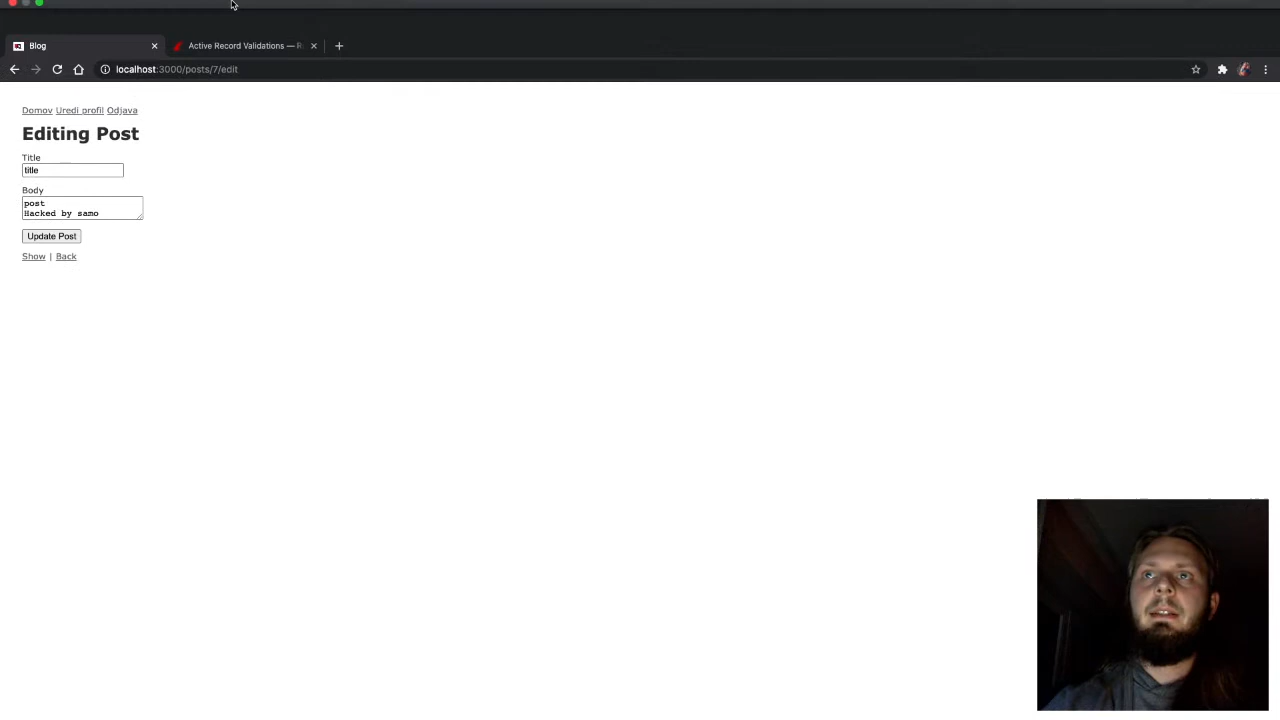 Blog
Active Record Validations — R
localhost:3000/posts/7/edit
Domov Uredi profil Odjava
Editing Post
Title
title
Body
post
Hacked by samo
Update Post
Show | Back